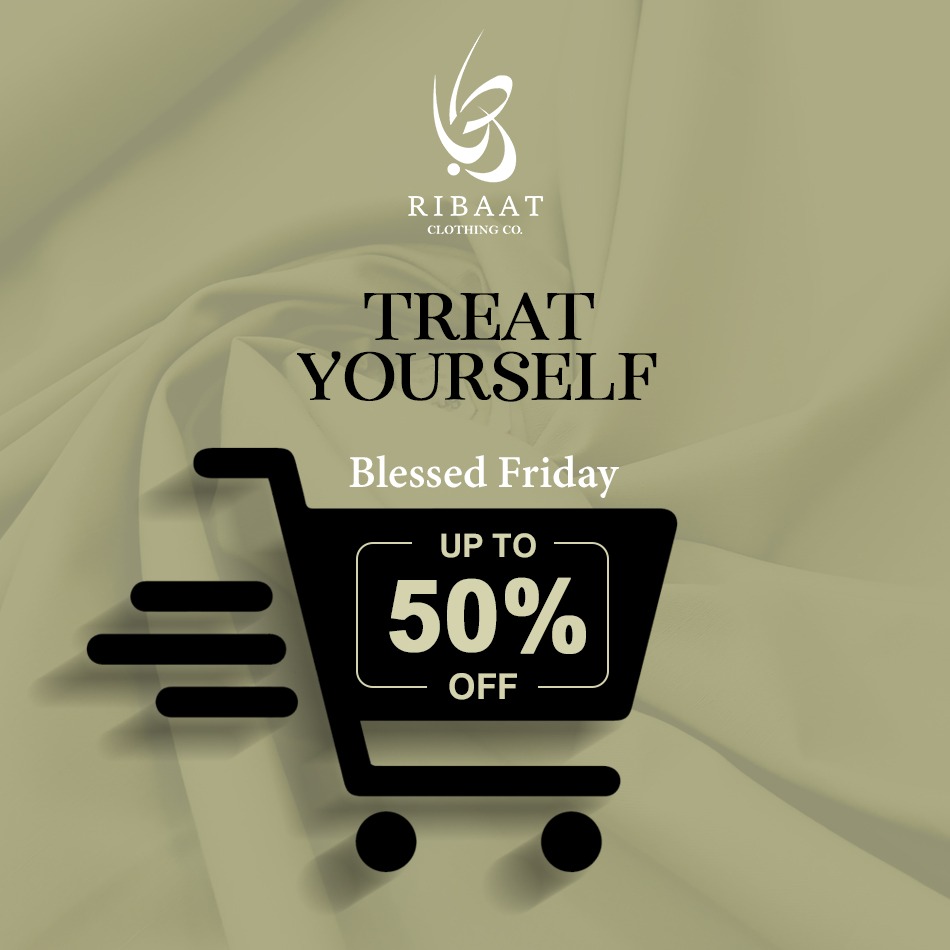 RIBAAT
CLOTHING CO.
TREAT
YOURSELF
Blessed Friday
UP TO
50%
OFF